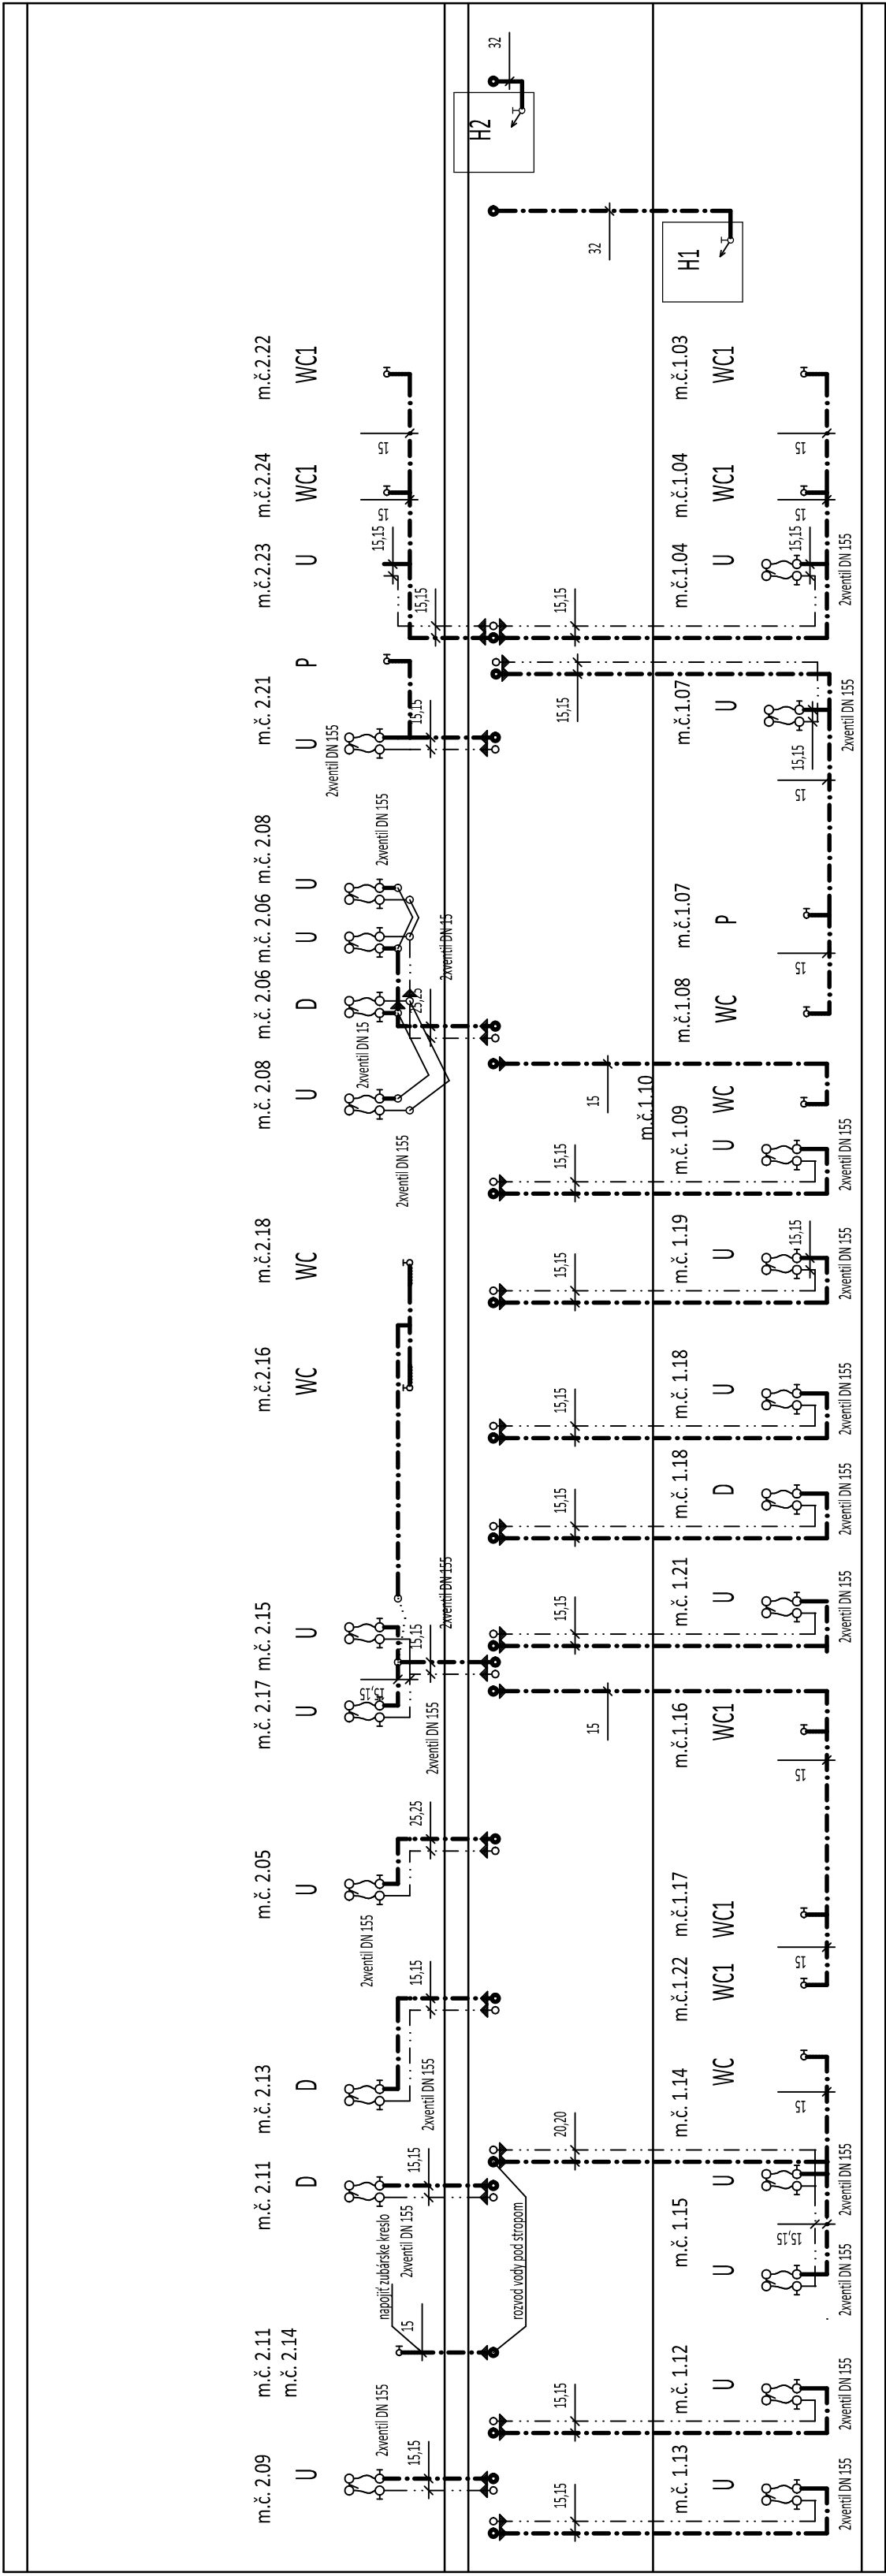 m.č. 2.09
m.č. 2.11
m.č. 2.14
m.č. 2.11
m.č. 2.13
m.č. 2.05
m.č. 2.17
m.č. 2.15
m.č.2.16
m.č.2.18
m.č. 2.08
m.č. 2.06
m.č. 2.06
m.č. 2.08
m.č. 2.21
m.č.2.23
m.č.2.24
m.č.2.22
U
D
D
U
U
U
WC
WC
U
D
U
U
U
P
U
WC1
WC1
2xventil DN 155
napojiť zubárske kreslo
2xventil DN 155
2xventil DN 155
2xventil DN 155
2xventil DN 155
2xventil DN 155
2xventil DN 155
2xventil DN 15
2xventil DN 15
2xventil DN 155
2xventil DN 155
15,15
15
15,15
15,15
25,25
15,15
15,15
25,25
15,15
15,15
15,15
15
15
H2
32
rozvod vody pod stropom
15,15
15,15
20,20
15
15,15
15,15
15,15
15,15
15,15
15
15,15
15,15
32
H1
m.č. 1.13
m.č. 1.12
m.č. 1.15
m.č. 1.14
m.č.1.22
m.č.1.17
m.č.1.16
m.č. 1.21
m.č. 1.18
m.č. 1.18
m.č. 1.19
m.č. 1.09
m.č.1.10
m.č.1.08
m.č.1.07
m.č.1.07
m.č.1.04
m.č.1.04
m.č.1.03
U
U
U
U
WC
WC1
WC1
WC1
U
D
U
U
U
WC
WC
P
U
U
WC1
WC1
15,15
15
15
15
15,15
15
15
15,15
15,15
15
15
2xventil DN 155
2xventil DN 155
2xventil DN 155
2xventil DN 155
2xventil DN 155
2xventil DN 155
2xventil DN 155
2xventil DN 155
2xventil DN 155
2xventil DN 155
2xventil DN 155